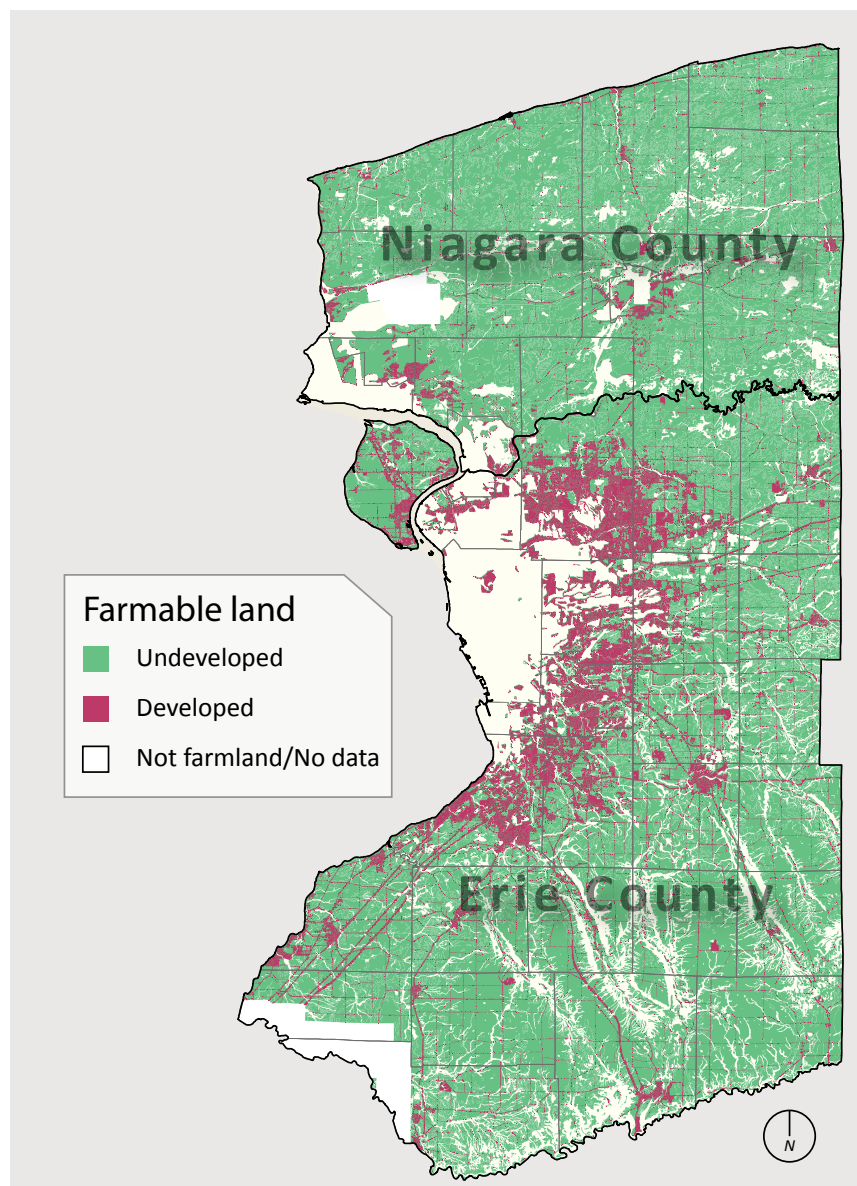 Niagara County
Farmable land
Undeveloped
Developed
Not farmland/No data
Erie County
N